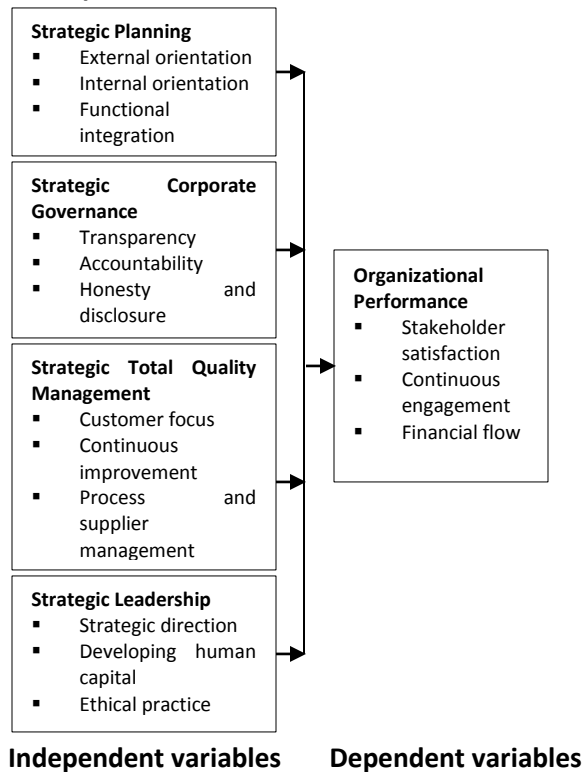 Strategic Planning
▪ External orientation
▪ Internal orientation
▪ Functional
integration
Strategic Corporate
Governance
▪ Transparency
▪ Accountability
▪ Honesty and
disclosure
Strategic Total Quality
Management
▪ Customer focus
▪ Continuous
improvement
▪ Process and
supplier
management
Strategic Leadership
▪ Strategic direction
▪ Developing human
capital
▪ Ethical practice
Organizational
Performance
▪ Stakeholder
satisfaction
▪ Continuous
engagement
▪ Financial flow
Independent variables
Dependent variables